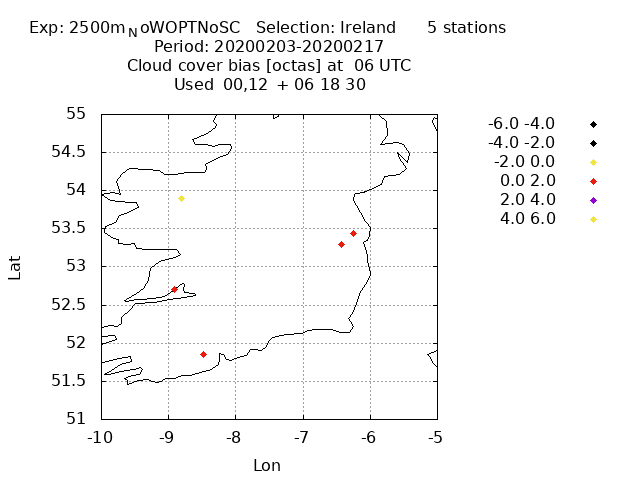 Exp: 2500mNoWOPTNoSC   Selection: Ireland      5 stations
Period: 20200203-20200217
Cloud cover bias [octas] at  06 UTC
Used  00,12  + 06 18 30
-6.0 -4.0
-4.0 -2.0
-2.0 0.0
0.0 2.0
2.0 4.0
4.0 6.0
55
54.5
54
53.5
53
52.5
52
51.5
51
Lat
-10 -9 -8 -7 -6 -5
Lon